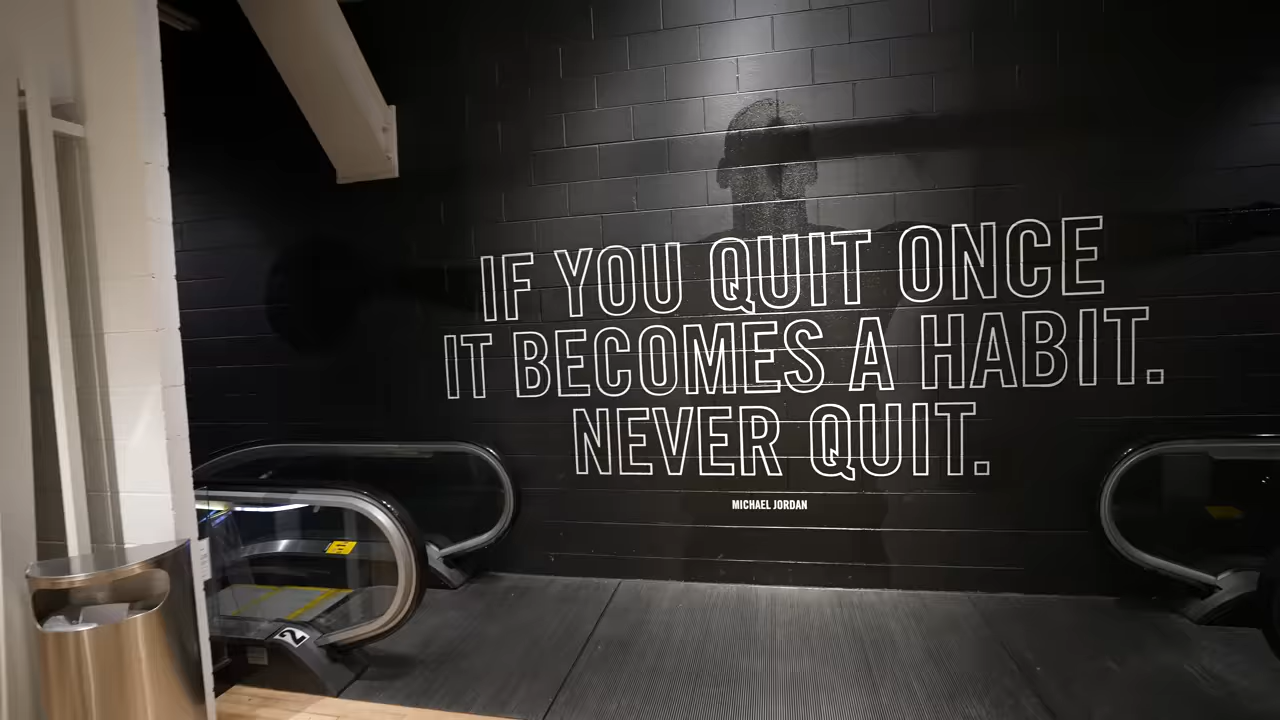 IF YOU QUIT ONCE
IT BECOMES A HABIT.
NEVER QUIT.
MICHAEL JORDAN
2